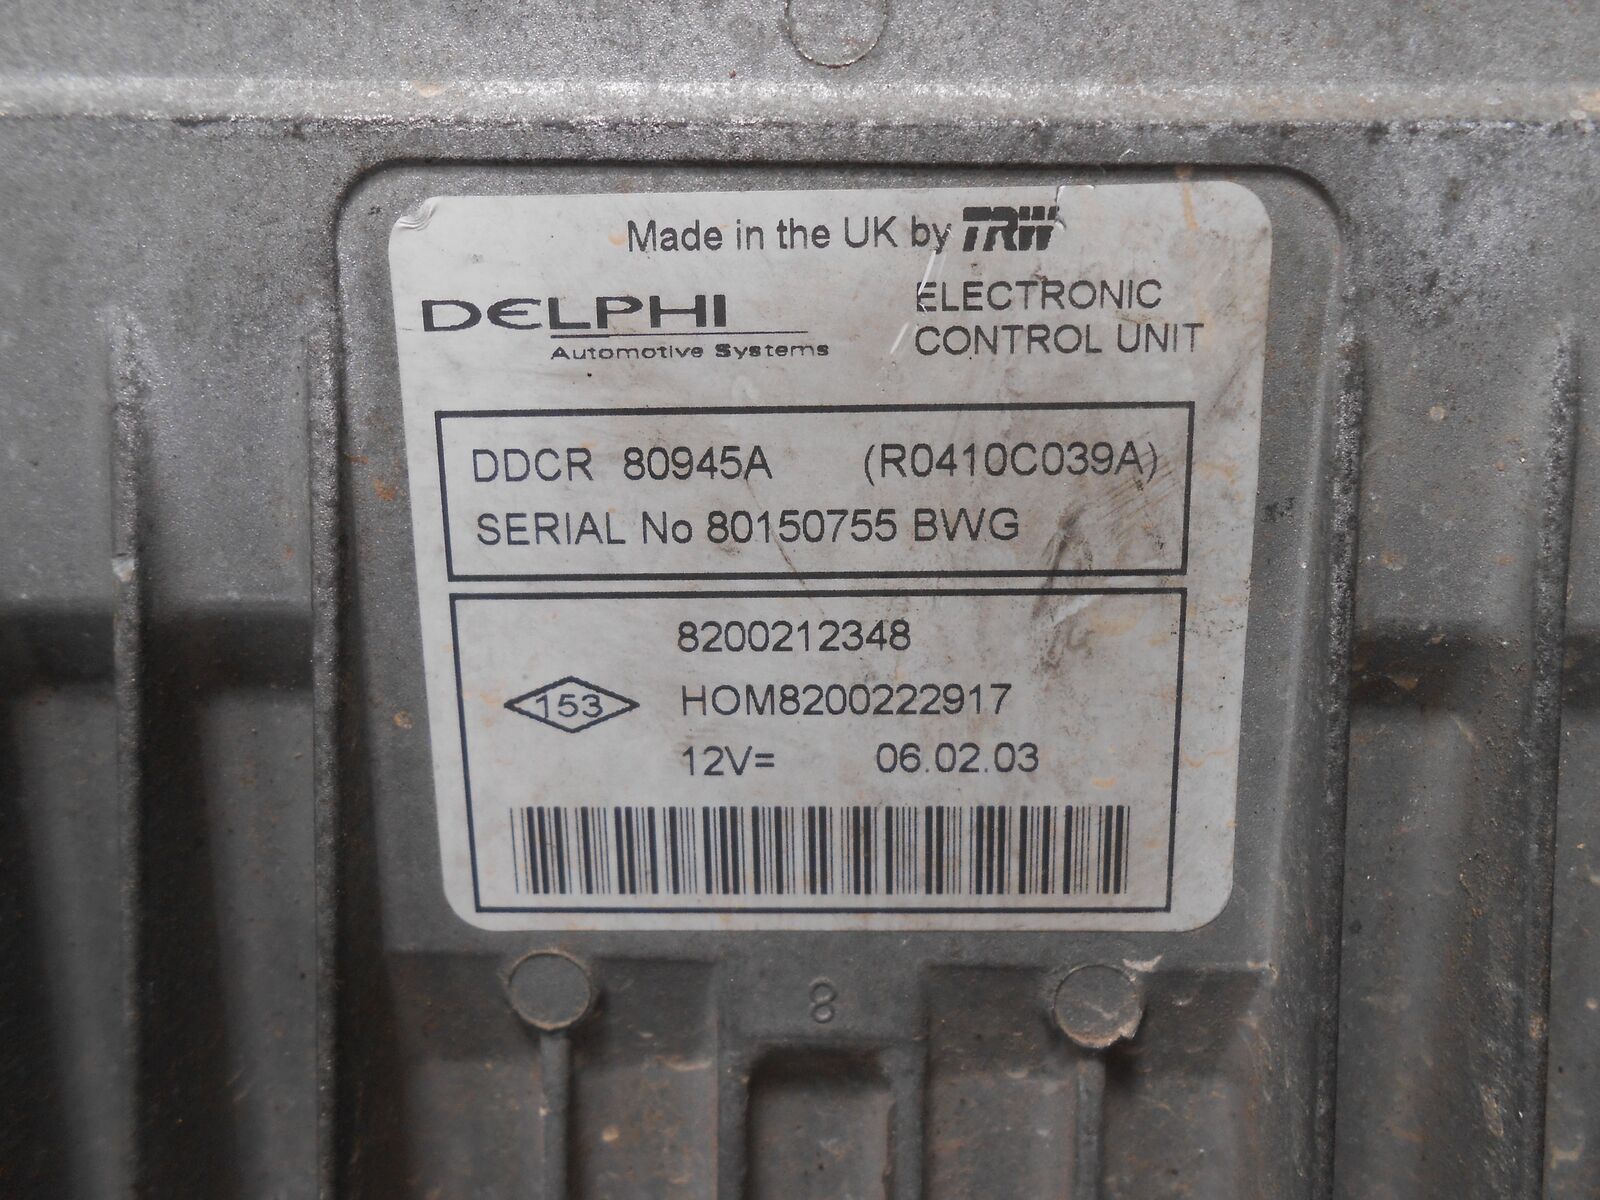 Made in the UK by TRW
DELPHI
Automotive Systems
ELECTRONIC
CONTROL UNIT
DDCR 80945A (R0410C039A)
SERIAL No 80150755 BWG
8200212348
153 HOM8200222917
12V= 06.02.03
8